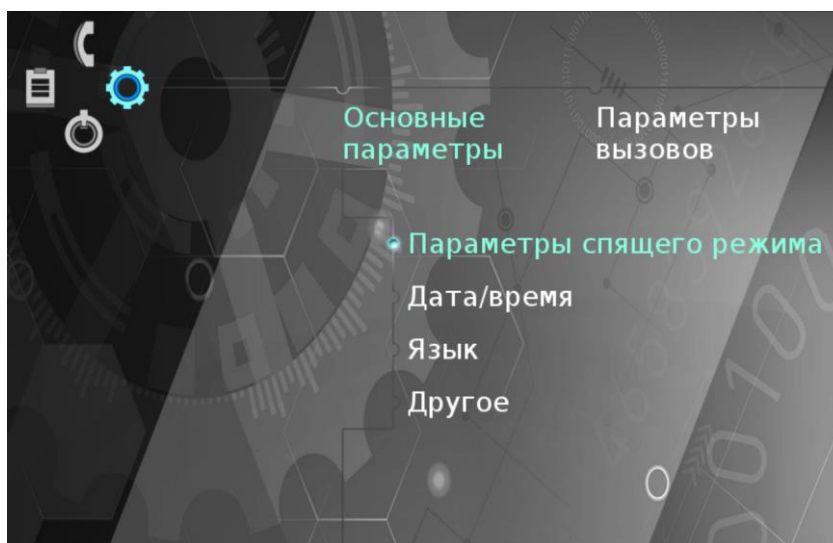 Основные
параметры
Параметры
вызовов
Параметры спящего режима
Дата/время
Язык
Другое